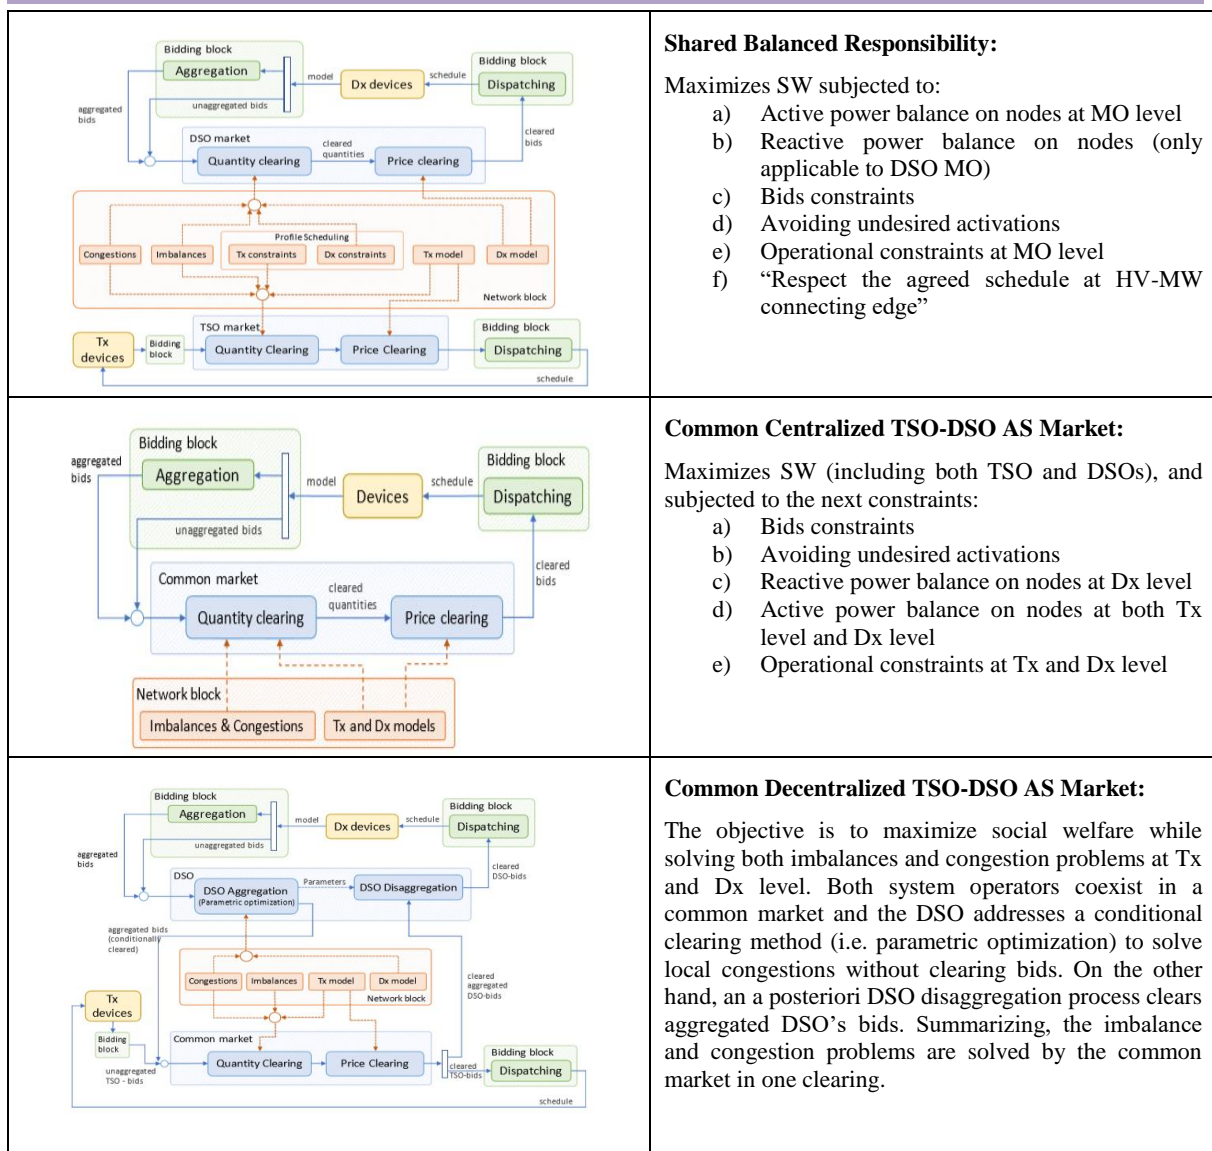 Bidding block
Aggregation
aggregated
bids
unaggregated bids
model
Dx devices
schedule
Bidding block
Dispatching
DSO market
Quantity clearing
cleared
quantities
Price clearing
cleared
bids
Profile Scheduling
Congestions
Imbalances
Tx constraints
Dx constraints
Tx model
Dx model
Network block
TSO market
Tx
devices
Bidding
block
Quantity Clearing
Price Clearing
Bidding block
Dispatching
schedule
Shared Balanced Responsibility:
Maximizes SW subjected to:
a) Active power balance on nodes at MO level
b) Reactive power balance on nodes (only
applicable to DSO MO)
c) Bids constraints
d) Avoiding undesired activations
e) Operational constraints at MO level
f) “Respect the agreed schedule at HV-MW
connecting edge”
Bidding block
aggregated
bids
Aggregation
unaggregated bids
model
Devices
schedule
Bidding block
Dispatching
Common market
Quantity clearing
cleared
quantities
Price clearing
cleared
bids
Network block
Imbalances & Congestions
Tx and Dx models
Common Centralized TSO-DSO AS Market:
Maximizes SW (including both TSO and DSOs), and
subjected to the next constraints:
a) Bids constraints
b) Avoiding undesired activations
c) Reactive power balance on nodes at Dx level
d) Active power balance on nodes at both Tx
level and Dx level
e) Operational constraints at Tx and Dx level
Bidding block
Aggregation
aggregated
bids
unaggregated bids
model
Dx devices
schedule
Bidding block
Dispatching
DSO
DSO Aggregation
(Parametric optimization)
Parameters
DSO Disaggregation
cleared
DSO-bids
aggregated bids
(conditionally
cleared)
Congestions
Imbalances
Tx model
Dx model
Network block
cleared
aggregated
DSO-bids
Tx
devices
Bidding
block
unaggregated
TSO - bids
Common market
Quantity Clearing
Price Clearing
cleared
TSO-bids
Bidding block
Dispatching
schedule
Common Decentralized TSO-DSO AS Market:
The objective is to maximize social welfare while
solving both imbalances and congestion problems at Tx
and Dx level. Both system operators coexist in a
common market and the DSO addresses a conditional
clearing method (i.e. parametric optimization) to solve
local congestions without clearing bids. On the other
hand, an a posteriori DSO disaggregation process clears
aggregated DSO’s bids. Summarizing, the imbalance
and congestion problems are solved by the common
market in one clearing.